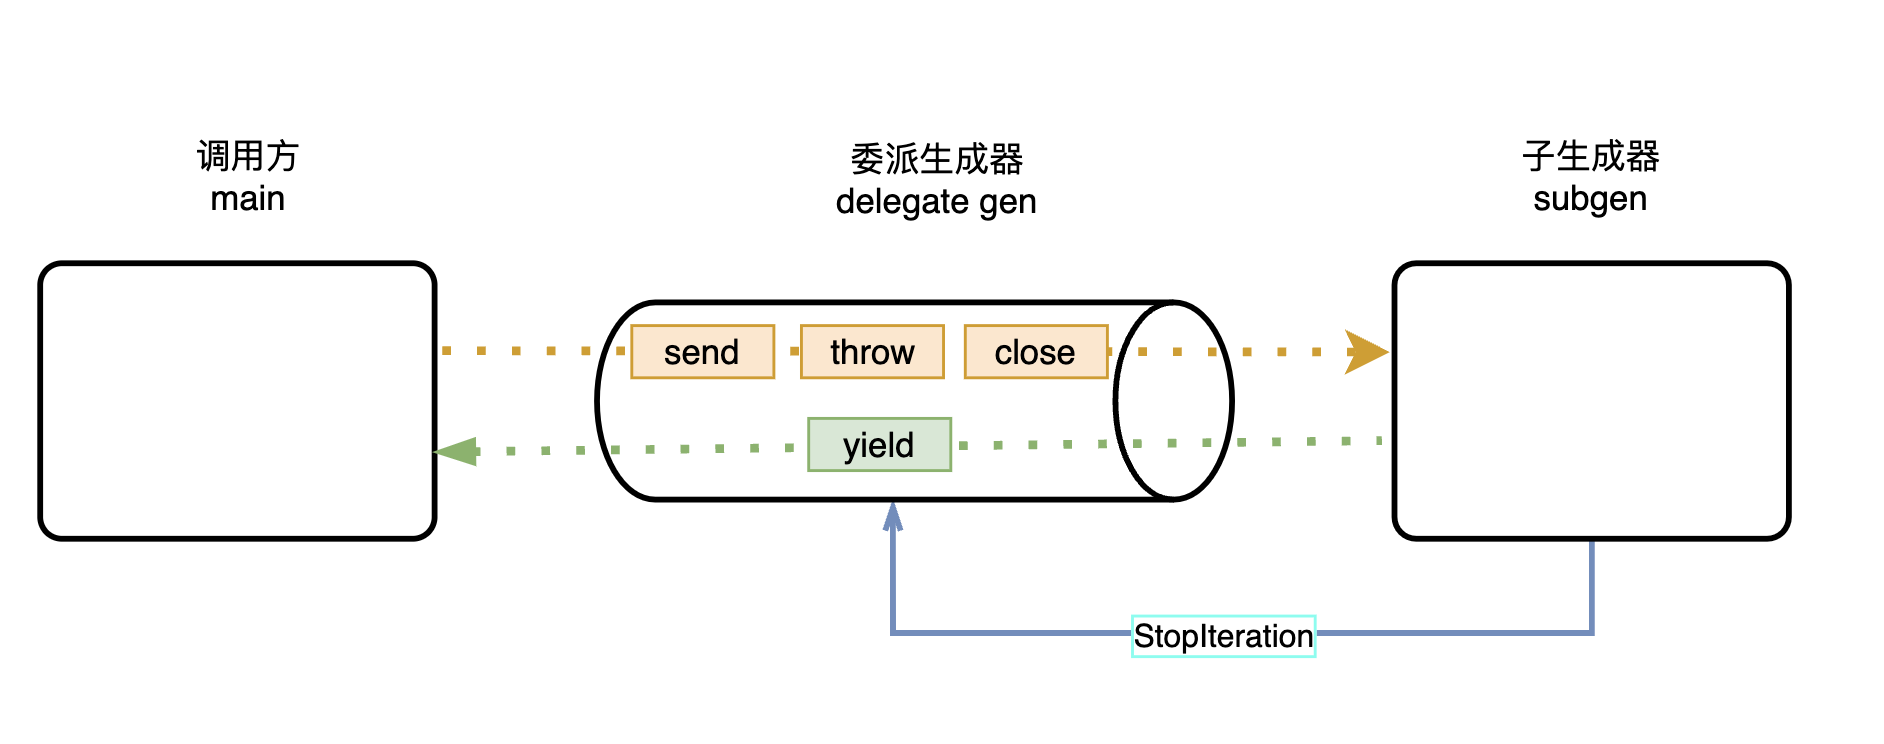 调用方
main
委派生成器
delegate gen
子生成器
subgen
send
throw
close
yield
StopIteration